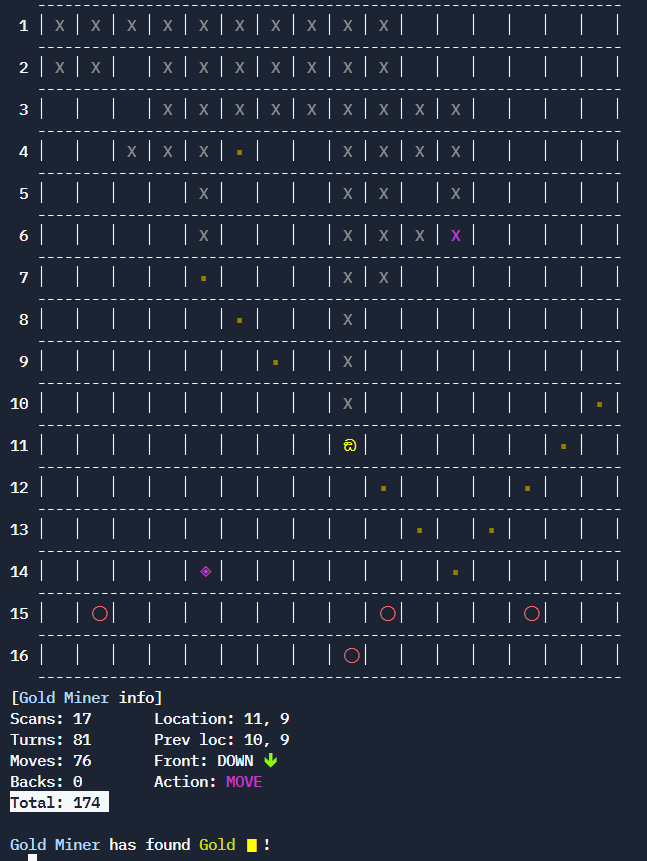 1 | X | X | X | X | X | X | X | X | X | X |   |   |   |   |   |   |
2 | X | X |   | X | X | X | X | X | X | X |   |   |   |   |   |   |
3 |   |   |   | X | X | X | X | X | X | X | X | X |   |   |   |   |
4 |   |   | X | X | X | ▪ |   |   | X | X | X | X |   |   |   |   |
5 |   |   |   |   | X |   |   |   | X | X |   | X |   |   |   |   |
6 |   |   |   |   | X |   |   |   | X | X | X | X |   |   |   |   |
7 |   |   |   |   | ▪ |   |   |   | X | X |   |   |   |   |   |   |
8 |   |   |   |   |   | ▪ |   |   | X |   |   |   |   |   |   |   |
9 |   |   |   |   |   |   | ▪ |   | X |   |   |   |   |   |   |   |
10 |   |   |   |   |   |   |   |   | X |   |   |   |   |   |   | ▪ |
11 |   |   |   |   |   |   |   |   | ഒ |   |   |   |   |   | ▪ |   |
12 |   |   |   |   |   |   |   |   |   | ▪ |   |   |   | ▪ |   |   |
13 |   |   |   |   |   |   |   |   |   |   | ▪ |   | ▪ |   |   |   |
14 |   |   |   |   | ◈ |   |   |   |   |   |   | ▪ |   |   |   |   |
15 |   | ◯ |   |   |   |   |   |   |   | ◯ |   |   |   | ◯ |   |   |
16 |   |   |   |   |   |   |   |   | ◯ |   |   |   |   |   |   |   |
[Gold Miner info]
Scans: 17 Location: 11, 9
Turns: 81 Prev loc: 10, 9
Moves: 76 Front: DOWN 🡫
Backs: 0 Action: MOVE
Total: 174
Gold Miner has found Gold ■!